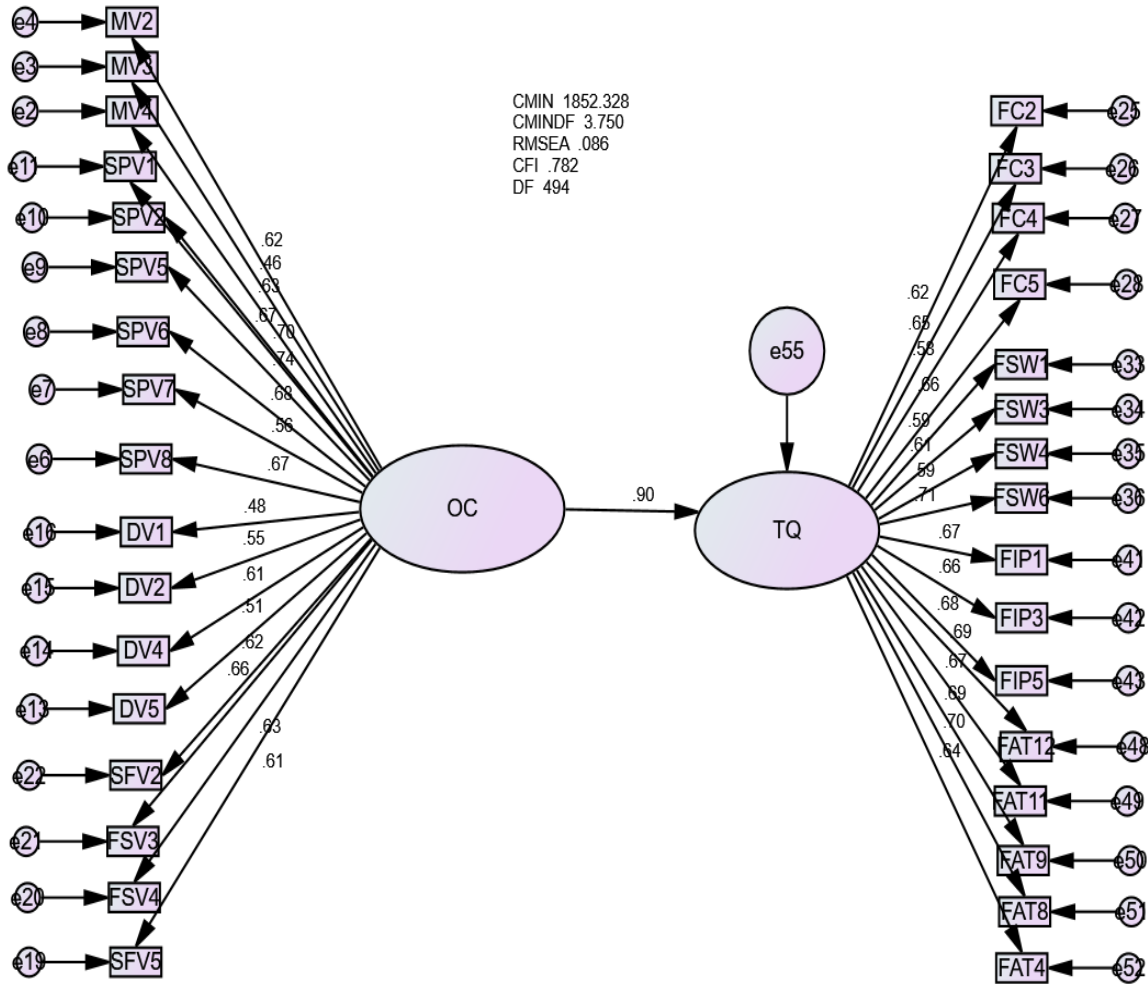 e4 MV2
e3 MV3
e2 MV4
e11 SPV1
e10 SPV2
e9 SPV5
e8 SPV6
e7 SPV7
e6 SPV8
e16 DV1
e15 DV2
e14 DV4
e13 DV5
e22 SFV2
e21 FSV3
e20 FSV4
e19 SFV5
.62
.46
.63
.67
.70
.74
.68
.56
.67
.48
.55
.61
.51
.62
.66
.63
.61
OC
CMIN 1852.328
CMINDF 3.750
RMSEA .086
CFI .782
DF 494
.90
e55
TQ
.62
.65
.58
.66
.59
.61
.59
.71
.67
.66
.68
.69
.67
.69
.70
.64
FC2 e25
FC3 e26
FC4 e27
FC5 e28
FSW1 e33
FSW3 e34
FSW4 e35
FSW6 e36
FIP1 e41
FIP3 e42
FIP5 e43
FAT12 e48
FAT11 e49
FAT9 e50
FAT8 e51
FAT4 e52